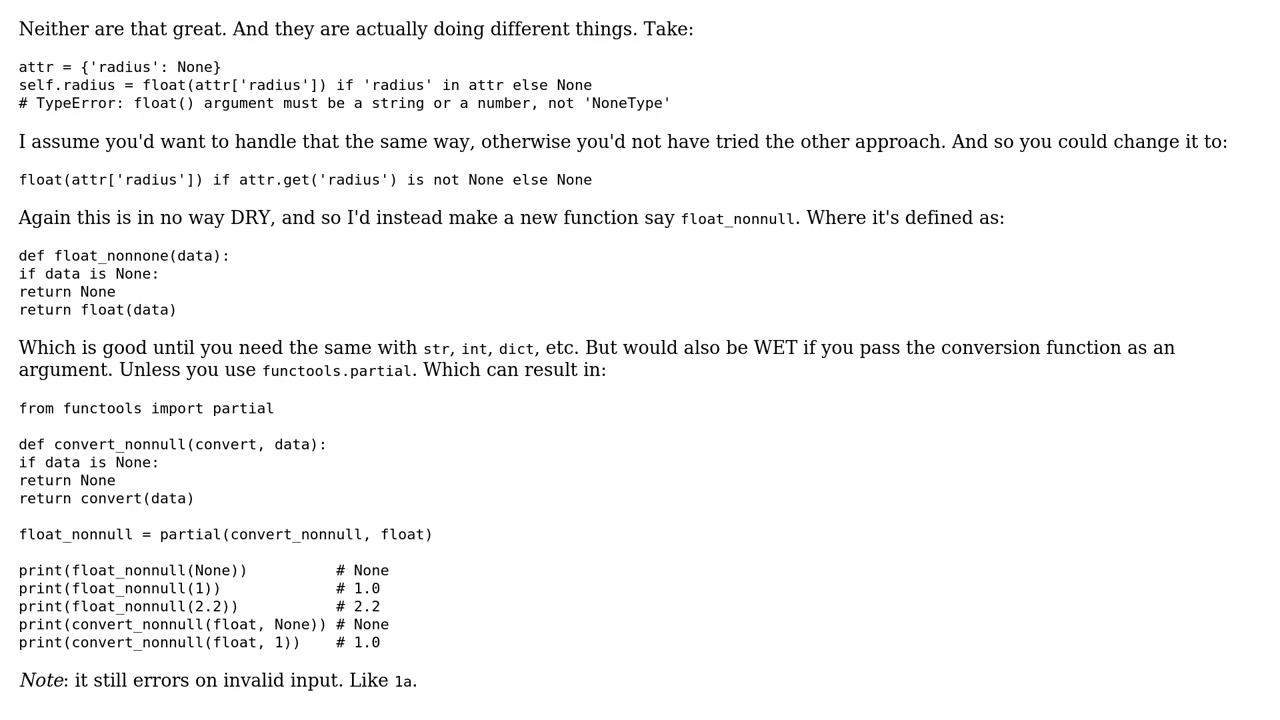 Neither are that great. And they are actually doing different things. Take:
attr = {'radius': None}
self.radius = float(attr['radius']) if 'radius' in attr else None
# TypeError: float() argument must be a string or a number, not 'NoneType'
I assume you'd want to handle that the same way, otherwise you'd not have tried the other approach. And so you could change it to:
float(attr['radius']) if attr.get('radius') is not None else None
Again this is in no way DRY, and so I'd instead make a new function say float_nonnull. Where it's defined as:
def float_nonnone(data):
if data is None:
return None
return float(data)
Which is good until you need the same with str, int, dict, etc. But would also be WET if you pass the conversion function as an
argument. Unless you use functools.partial. Which can result in:
from functools import partial
def convert_nonnull(convert, data):
if data is None:
return None
return convert(data)
float_nonnull = partial(convert_nonnull, float)
print(float_nonnull(None))          # None
print(float_nonnull(1))             # 1.0
print(float_nonnull(2.2))           # 2.2
print(convert_nonnull(float, None)) # None
print(convert_nonnull(float, 1))    # 1.0
Note: it still errors on invalid input. Like 1a.